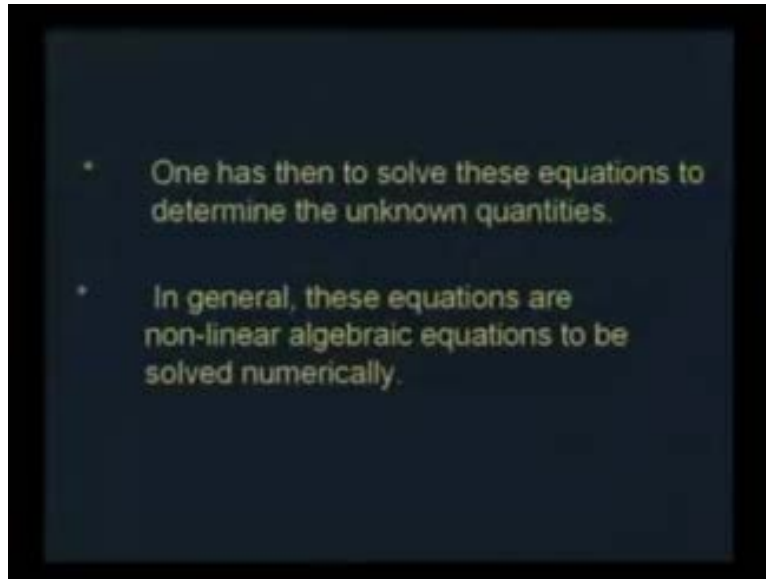 * One has then to solve these equations to
determine the unknown quantities.
* In general, these equations are
non-linear algebraic equations to be
solved numerically.